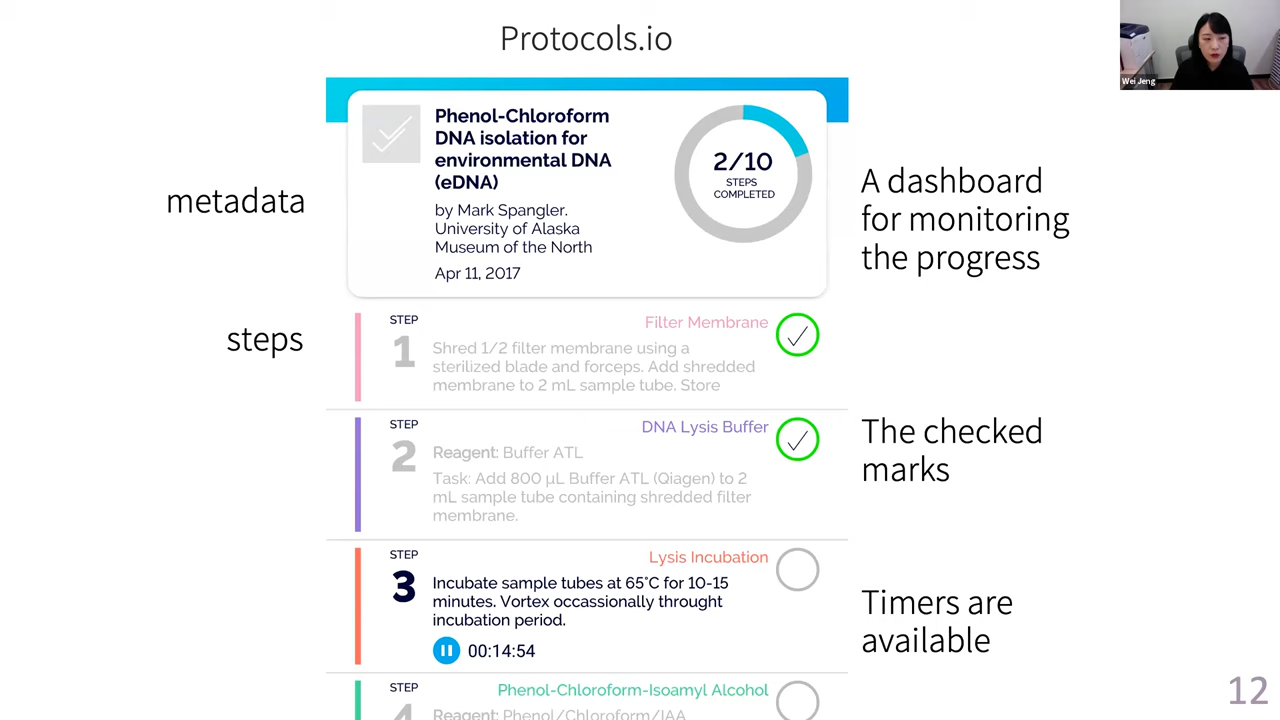 Protocols.io
Wei Jeng
metadata
Phenol-Chloroform
DNA isolation for
environmental DNA
(eDNA)
by Mark Spangler.
University of Alaska
Museum of the North
Apr 11, 2017
2/10
STEPS
COMPLETED
A dashboard
for monitoring
the progress
steps
STEP
1
Filter Membrane
Shred 1/2 filter membrane using a
sterilized blade and forceps. Add shredded
membrane to 2 mL sample tube. Store
STEP
2
DNA Lysis Buffer
Reagent: Buffer ATL
Task: Add 800 µL Buffer ATL (Qiagen) to 2
mL sample tube containing shredded filter
membrane.
The checked
marks
STEP
3
Lysis Incubation
Incubate sample tubes at 65°C for 10-15
minutes. Vortex occassionally throught
incubation period.
00:14:54
Timers are
available
STEP
4
Phenol-Chloroform-Isoamyl Alcohol
Reagent: Phenol/Chloroform/IAA
12